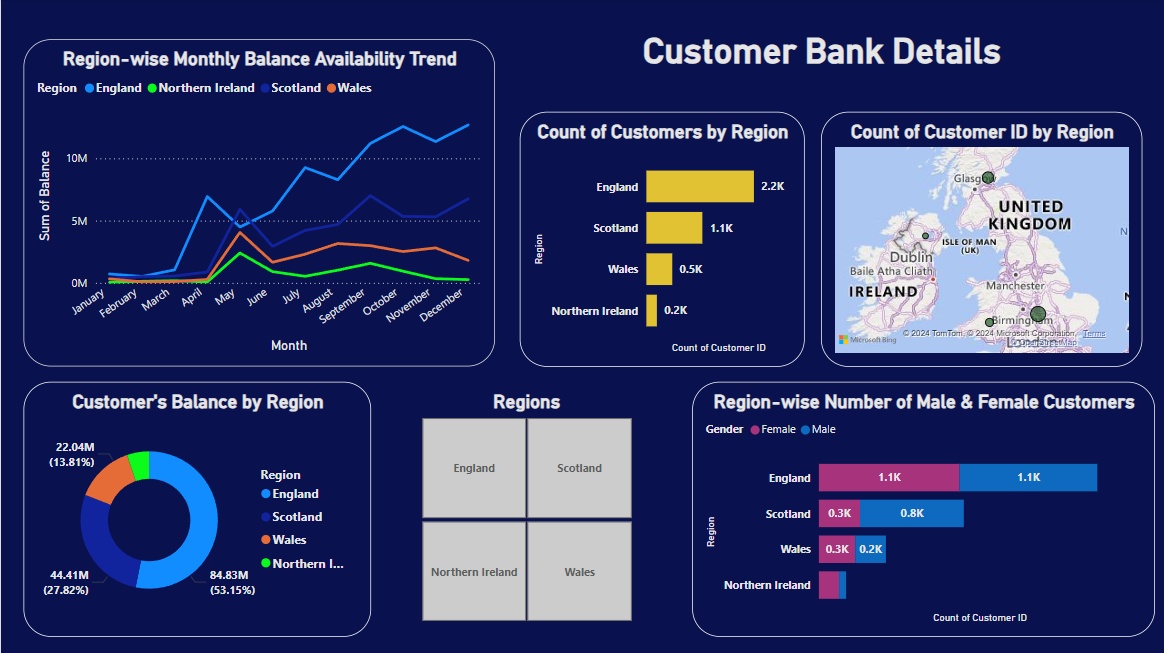 Customer Bank Details
Region-wise Monthly Balance Availability Trend
Region England Northern Ireland Scotland Wales
Sum of Balance
10M
5M
0M
January
February
March
April
May
June
July
August
September
October
November
December
Month
Count of Customers by Region
Region
England 2.2K
Scotland 1.1K
Wales 0.5K
Northern Ireland 0.2K
Count of Customer ID
Count of Customer ID by Region
Glasgow
UNITED
KINGDOM
ISLE OF MAN
(UK)
Dublin
Baile Atha Cliath
IRELAND
Manchester
Birmingham
© 2024 TomTom, © 2024 Microsoft Corporation, Terms
© OpenStreetMap
Microsoft Bing
Customer's Balance by Region
22.04M
(13.81%)
44.41M
(27.82%)
84.83M
(53.15%)
Region
England
Scotland
Wales
Northern I...
Regions
England
Scotland
Northern Ireland
Wales
Region-wise Number of Male & Female Customers
Gender Female Male
Region
England 1.1K 1.1K
Scotland 0.3K 0.8K
Wales 0.3K 0.2K
Northern Ireland
Count of Customer ID